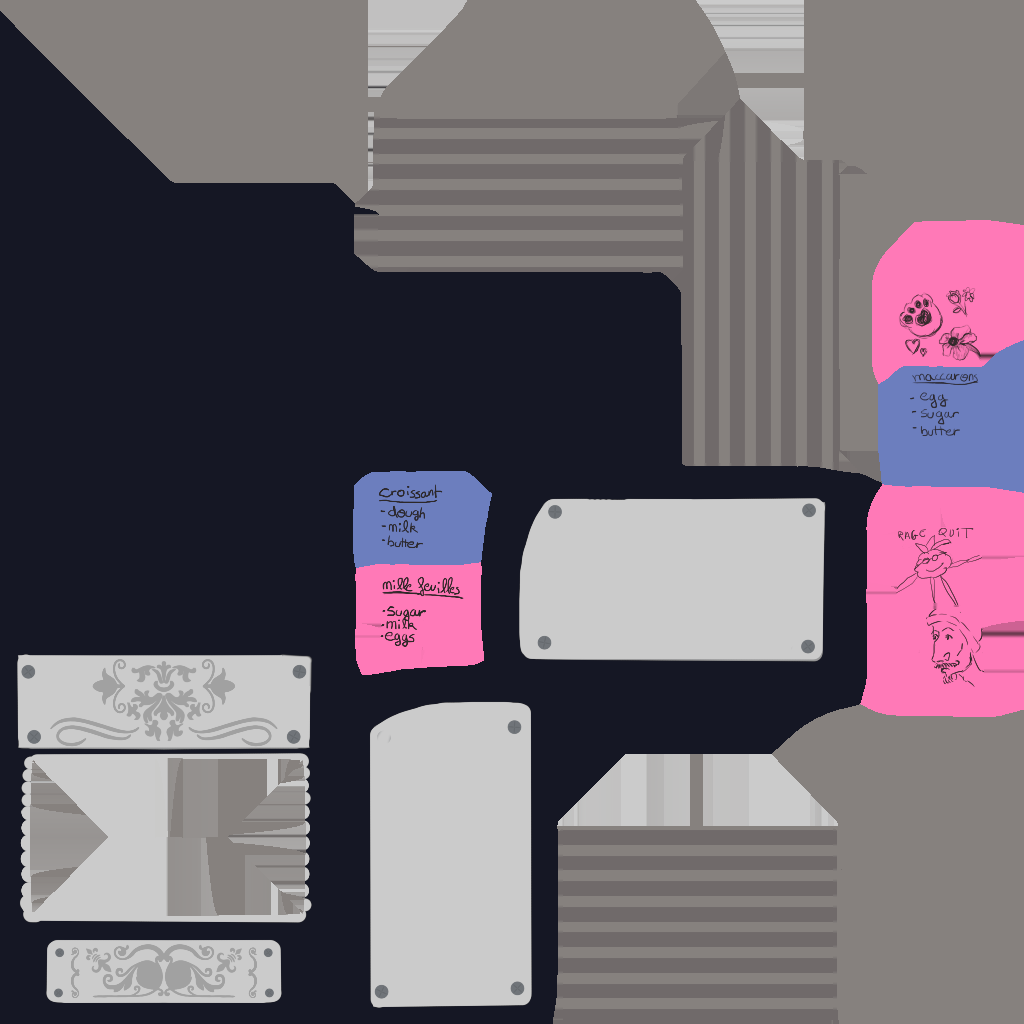 maccarons
- egg
- sugar
- butter
Croissant
- dough
- milk
- butter
RAGE QUIT
mille feuilles
- Sugar
- milk
- eggs